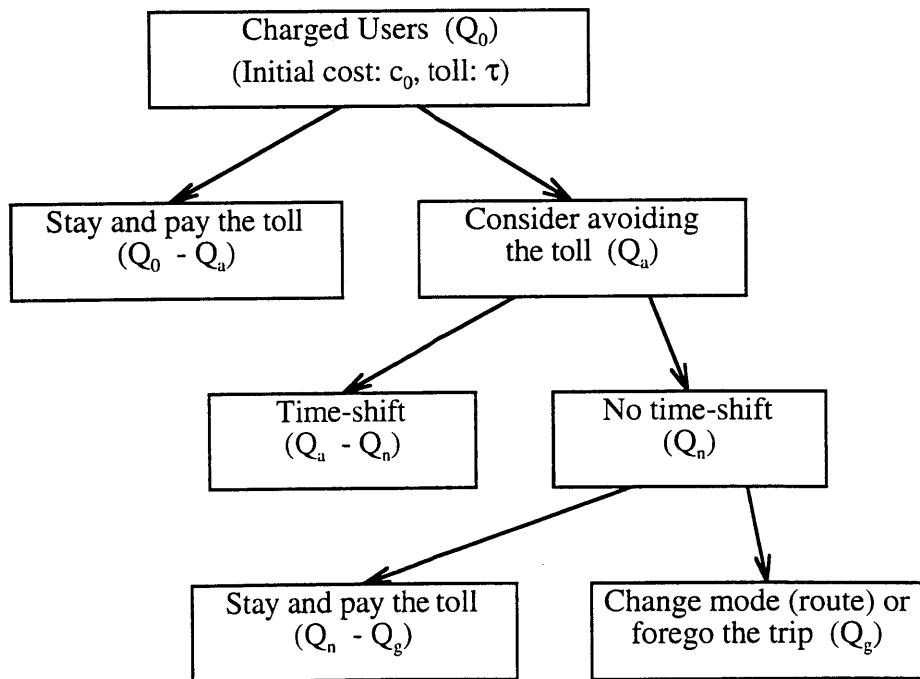 Charged Users (Q₀)
(Initial cost: c₀, toll: τ)
Stay and pay the toll
(Q₀ - Qₐ)
Consider avoiding
the toll (Qₐ)
Time-shift
(Qₐ - Qₙ)
No time-shift
(Qₙ)
Stay and pay the toll
(Qₙ - Q_g)
Change mode (route) or
forego the trip (Q_g)